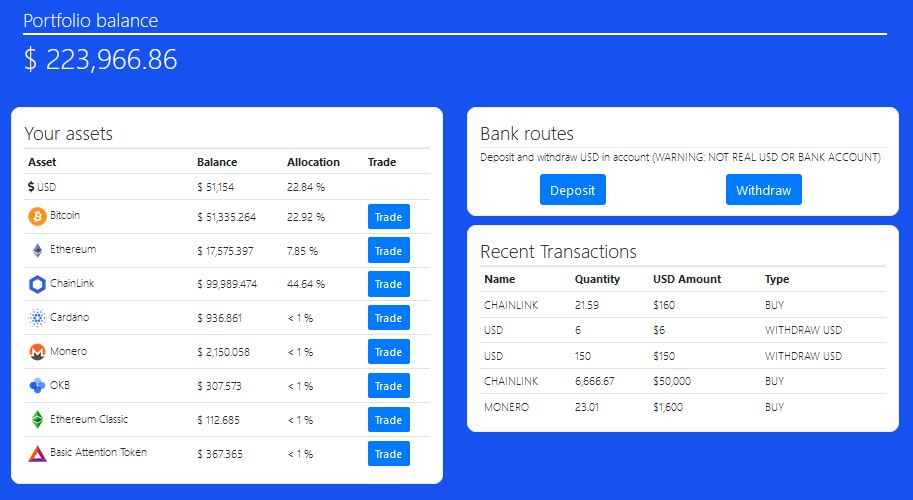 Portfolio balance
$ 223,966.86
Your assets
Asset Balance Allocation Trade
$ USD $ 51,154 22.84 %
Bitcoin $ 51,335.264 22.92 % Trade
Ethereum $ 17,575.397 7.85 % Trade
ChainLink $ 99,989.474 44.64 % Trade
Cardano $ 936.861 < 1 % Trade
Monero $ 2,150.058 < 1 % Trade
OKB $ 307.573 < 1 % Trade
Ethereum Classic $ 112.685 < 1 % Trade
Basic Attention Token $ 367.365 < 1 % Trade
Bank routes
Deposit and withdraw USD in account (WARNING: NOT REAL USD OR BANK ACCOUNT)
Deposit Withdraw
Recent Transactions
Name Quantity USD Amount Type
CHAINLINK 21.59 $160 BUY
USD 6 $6 WITHDRAW USD
USD 150 $150 WITHDRAW USD
CHAINLINK 6,666.67 $50,000 BUY
MONERO 23.01 $1,600 BUY